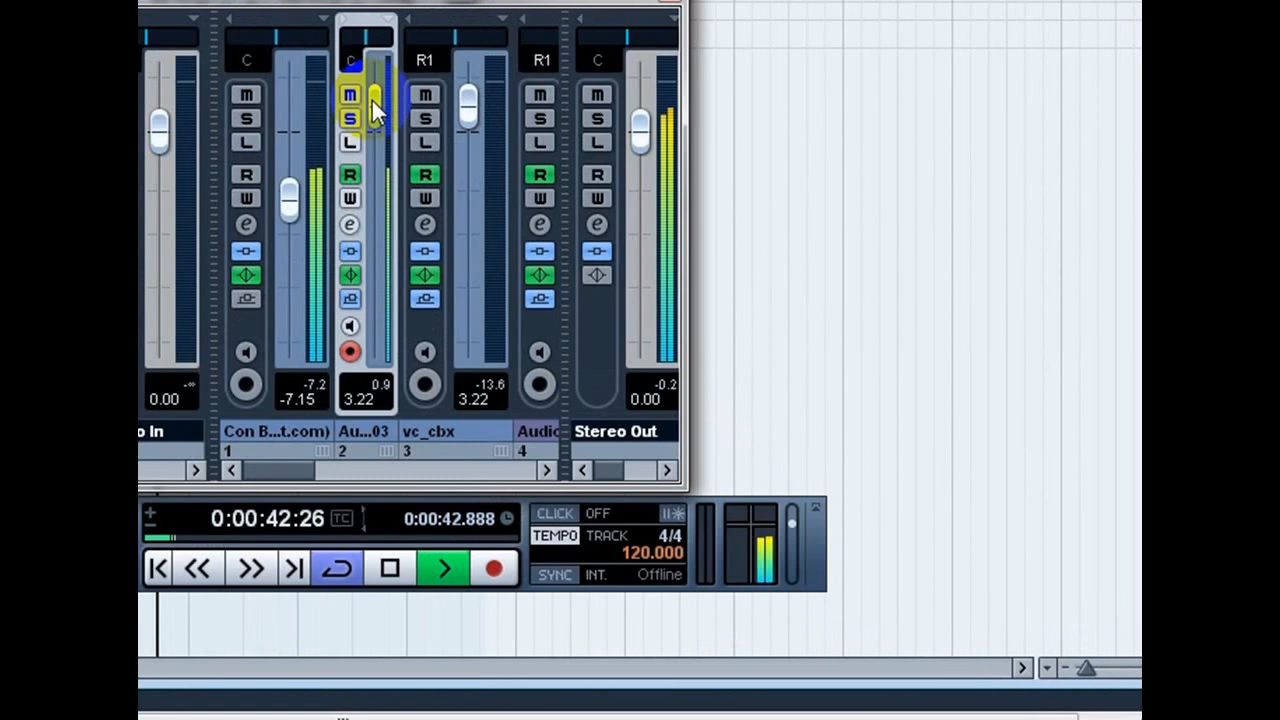 C C R1 R1 C
m m m m m
S S S S S
L L L L L
R R R R R
W W W W W
e e e e e
-∞ -7.2 0.9 -13.6 -0.2
0.00 -7.15 3.22 3.22 0.00
o In Con B...t.com) Au...03 vc_cbx Audio Stereo Out
1 2 3 4
0:00:42:26 TC 0:00:42.888
CLICK OFF
TEMPO TRACK 4/4
120.000
SYNC INT. Offline